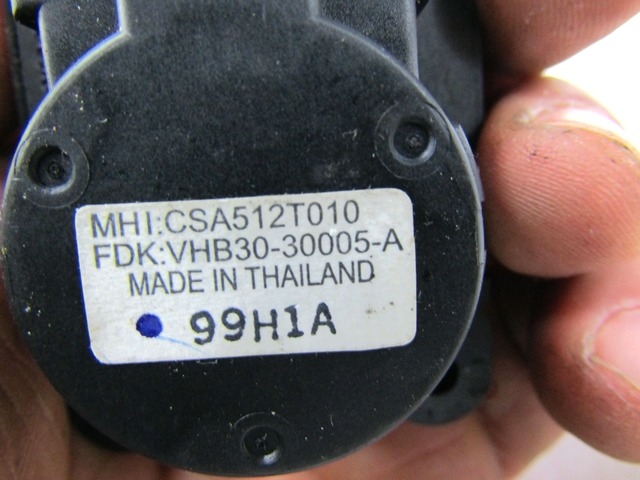 MHI:CSA512T010
FDK:VHB30-30005-A
MADE IN THAILAND
99H1A